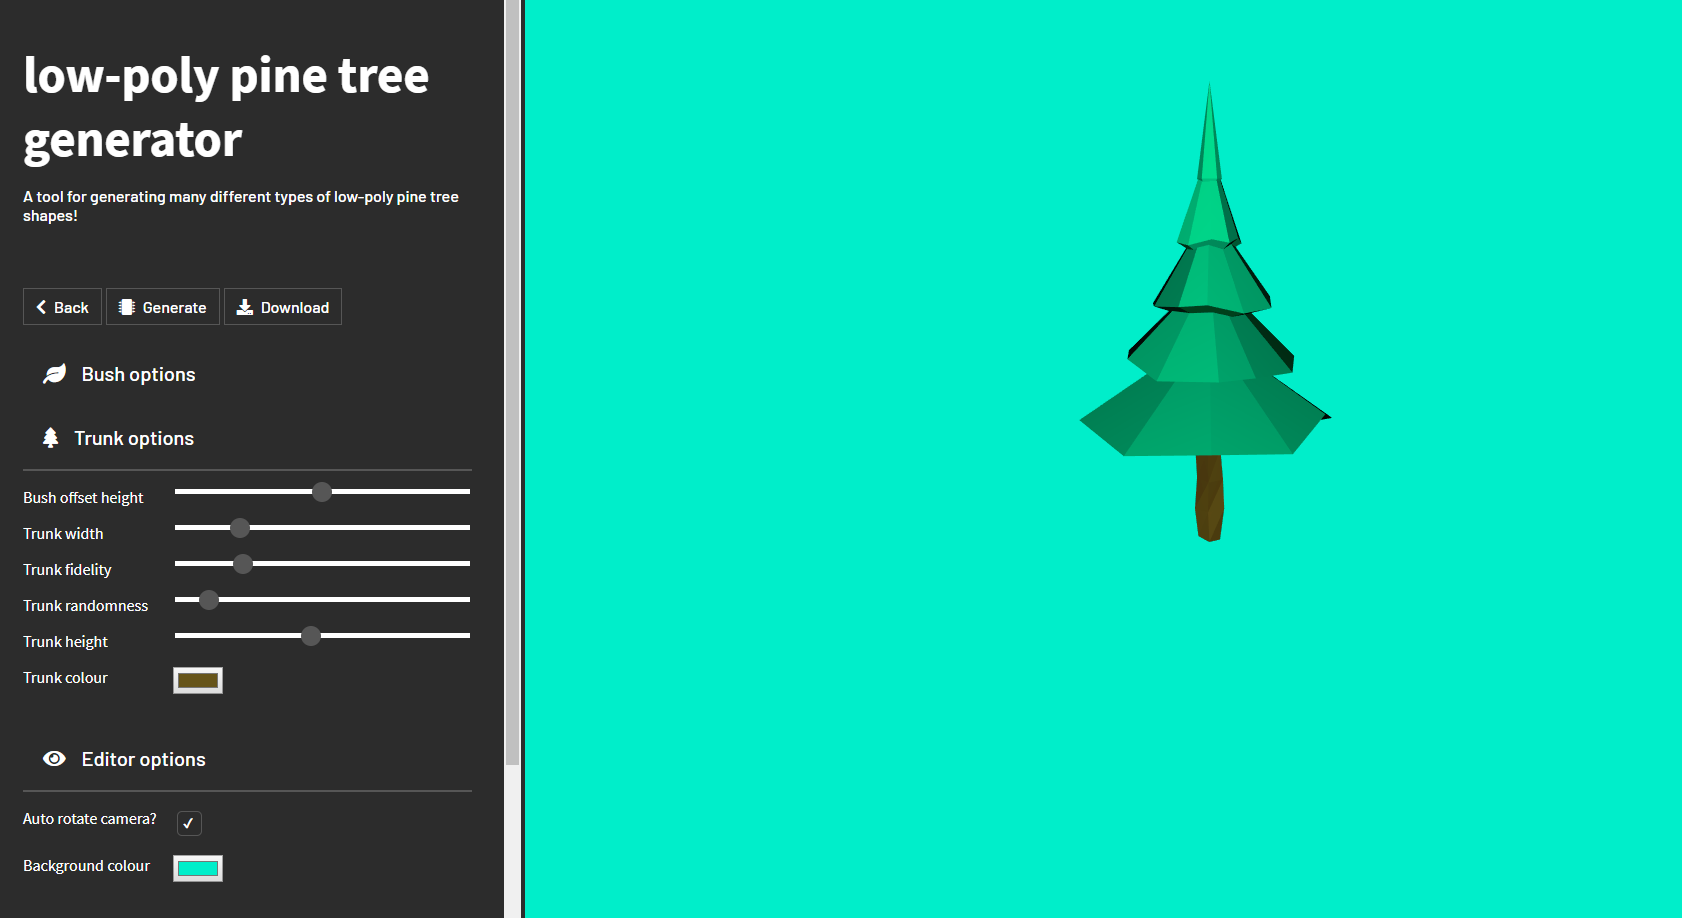 low-poly pine tree
generator
A tool for generating many different types of low-poly pine tree
shapes!
Back Generate Download
Bush options
Trunk options
Bush offset height
Trunk width
Trunk fidelity
Trunk randomness
Trunk height
Trunk colour
Editor options
Auto rotate camera?
Background colour